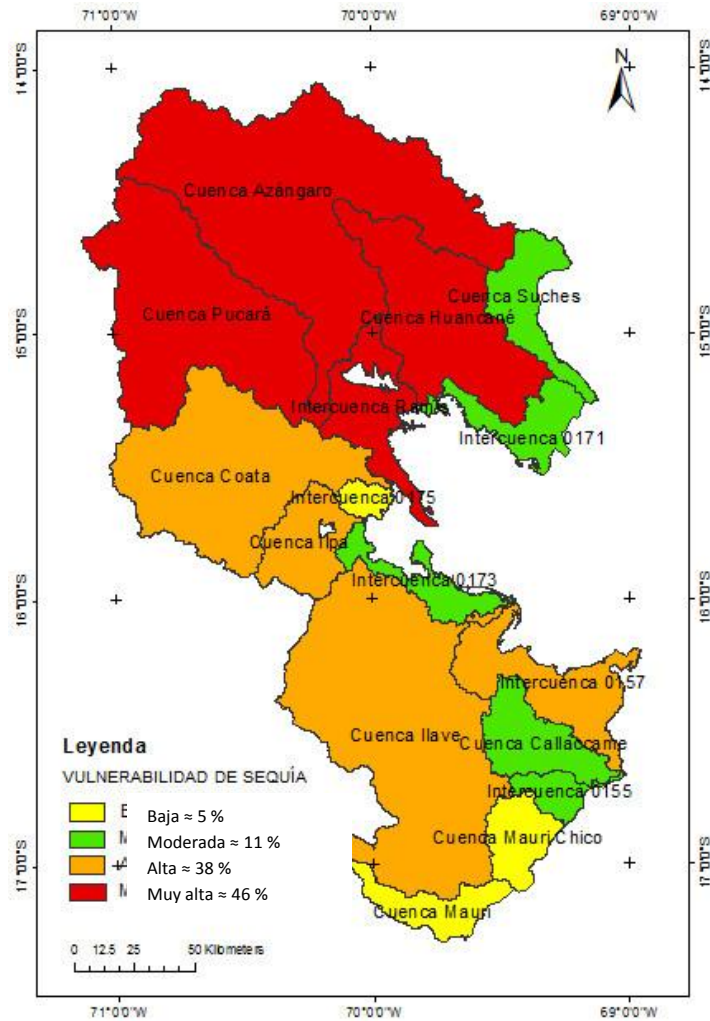 71°0'0"W 70°0'0"W 69°0'0"W
14°0'0"S 14°0'0"S
N
Cuenca Azángaro
Cuenca Suches
Cuenca Pucará
Cuenca Huancané
15°0'0"S 15°0'0"S
Intercuenca Ramis
Intercuenca 0171
Cuenca Coata
Intercuenca 0175
Cuenca Illpa
Intercuenca 0173
16°0'0"S 16°0'0"S
Intercuenca 0157
Cuenca Ilave
Cuenca Callaccame
Leyenda
VULNERABILIDAD DE SEQUÍA
Intercuenca 0155
Baja ≈ 5 %
Moderada ≈ 11 %
Cuenca Mauri Chico
Alta ≈ 38 %
17°0'0"S 17°0'0"S
Muy alta ≈ 46 %
Cuenca Mauri
0 12.5 25 50 Kilometers
71°0'0"W 70°0'0"W 69°0'0"W